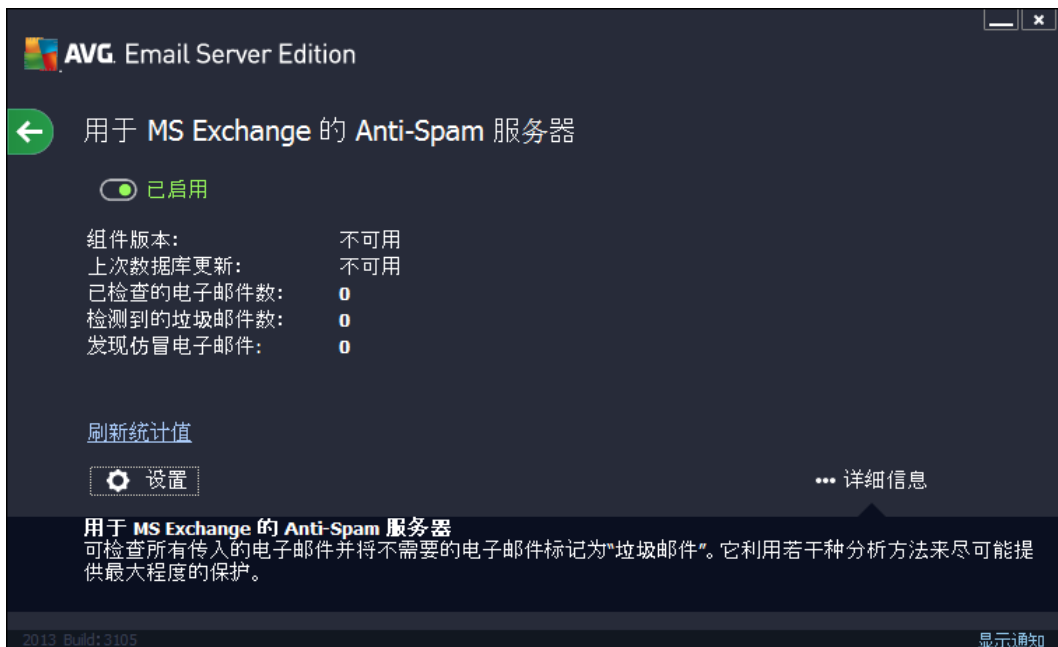 AVG. Email Server Edition
用于 MS Exchange 的 Anti-Spam 服务器
已启用
组件版本: 不可用
上次数据库更新: 不可用
已检查的电子邮件数: 0
检测到的垃圾邮件数: 0
发现仿冒电子邮件: 0
刷新统计值
设置
••• 详细信息
用于 MS Exchange 的 Anti-Spam 服务器
可检查所有传入的电子邮件并将不需要的电子邮件标记为“垃圾邮件”。它利用若干种分析方法来尽可能提
供最大程度的保护。
2013 Build: 3105
显示通知